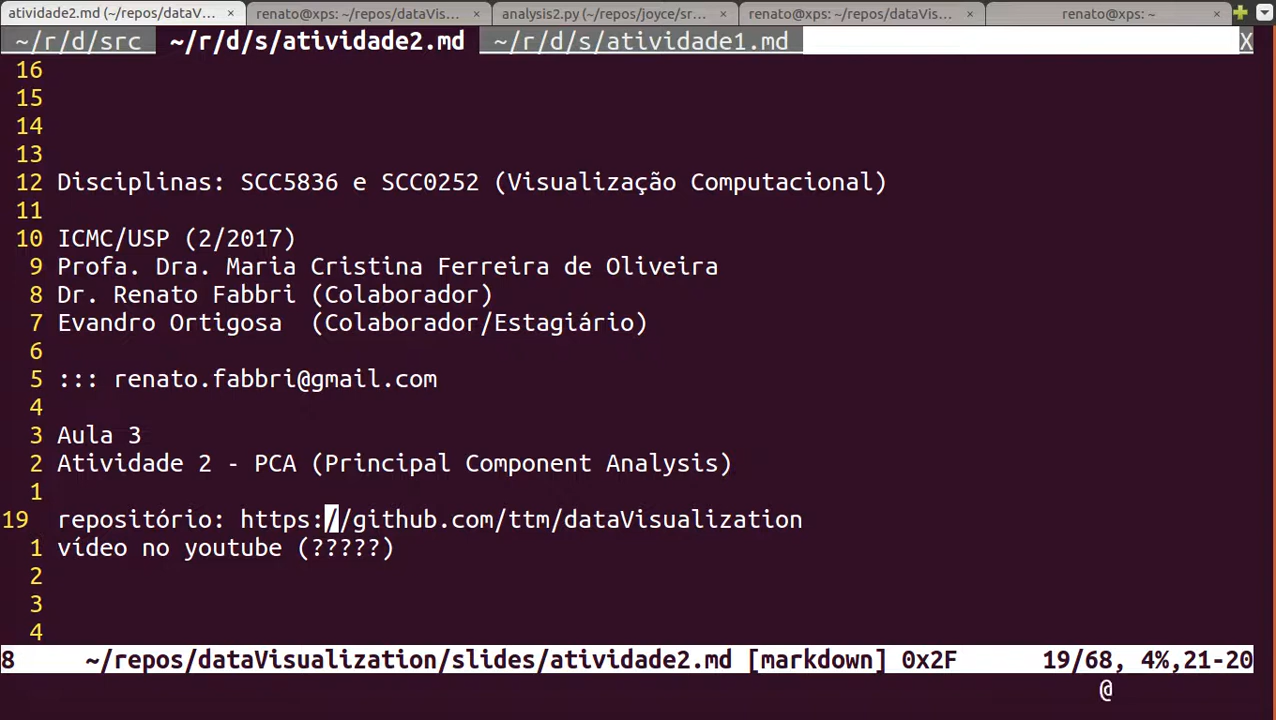 atividade2.md (~/repos/dataV... × renato@xps: ~/repos/dataVis... × analysis2.py (~/repos/joyce/sr... × renato@xps: ~/repos/dataVis... × renato@xps: ~ ×
~/r/d/src ~/r/d/s/atividade2.md ~/r/d/s/atividade1.md X
16
15
14
13
12 Disciplinas: SCC5836 e SCC0252 (Visualização Computacional)
11
10 ICMC/USP (2/2017)
9 Profa. Dra. Maria Cristina Ferreira de Oliveira
8 Dr. Renato Fabbri (Colaborador)
7 Evandro Ortigosa  (Colaborador/Estagiário)
6
5 ::: renato.fabbri@gmail.com
4
3 Aula 3
2 Atividade 2 - PCA (Principal Component Analysis)
1
19 repositório: https://github.com/ttm/dataVisualization
1 vídeo no youtube (?????)
2
3
4
8 ~/repos/dataVisualization/slides/atividade2.md [markdown] 0x2F 19/68, 4%,21-20
@